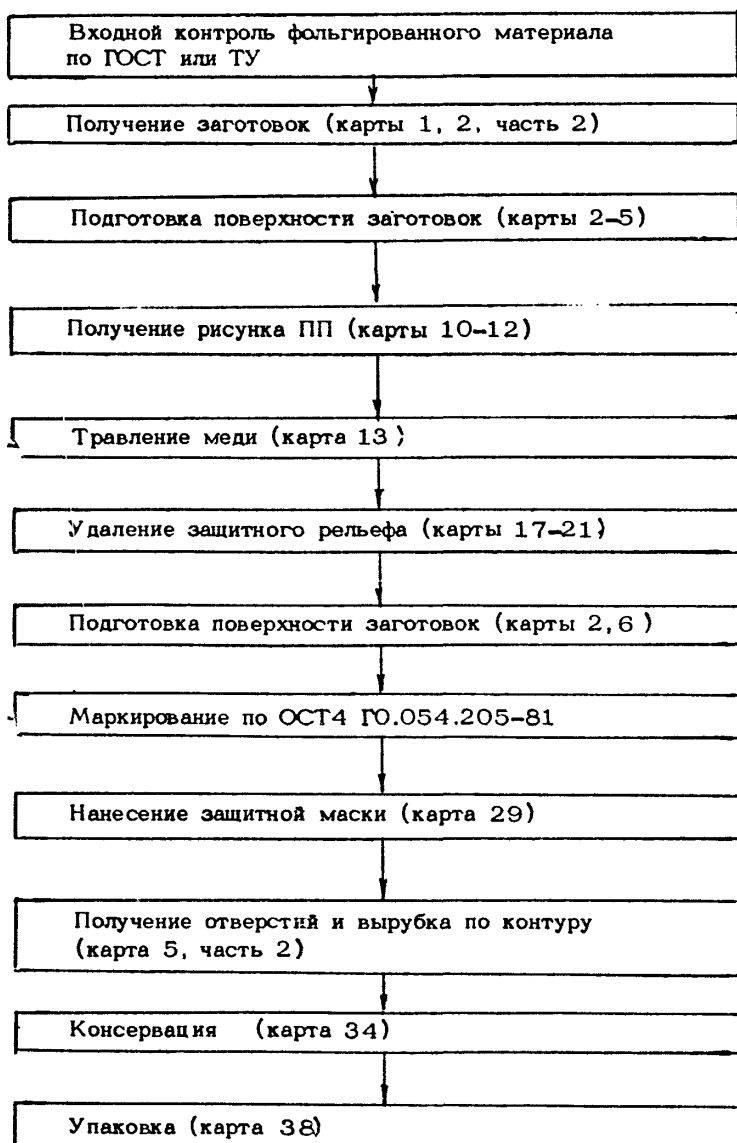 Входной контроль фольгированного материала
по ГОСТ или ТУ
Получение заготовок (карты 1, 2, часть 2)
Подготовка поверхности заготовок (карты 2-5)
Получение рисунка ПП (карты 10-12)
Травление меди (карта 13)
Удаление защитного рельефа (карты 17-21)
Подготовка поверхности заготовок (карты 2,6)
Маркирование по ОСТ4 ГО.054.205-81
Нанесение защитной маски (карта 29)
Получение отверстий и вырубка по контуру
(карта 5, часть 2)
Консервация (карта 34)
Упаковка (карта 38)